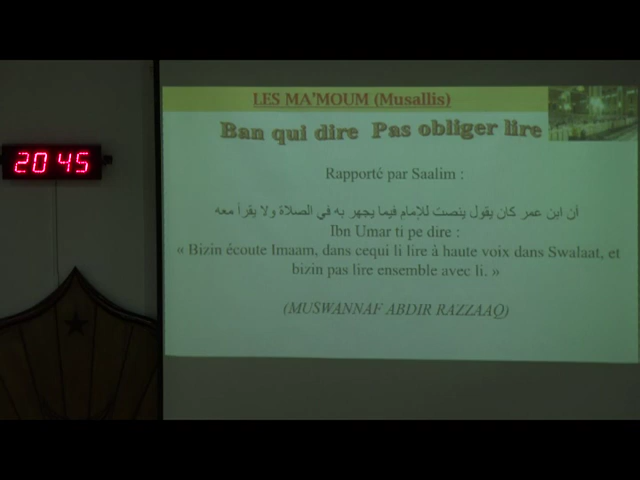 20 45
LES MA'MOUM (Musallis)
Ban qui dire Pas obliger lire
Rapporté par Saalim :
أن ابن عمر كان يقول ينصت للإمام فيما يجهر به في الصلاة ولا يقرأ معه
Ibn Umar ti pe dire :
« Bizin écoute Imaam, dans cequi li lire à haute voix dans Swalaat, et
bizin pas lire ensemble avec li. »
(MUSWANNAF ABDIR RAZZAAQ)